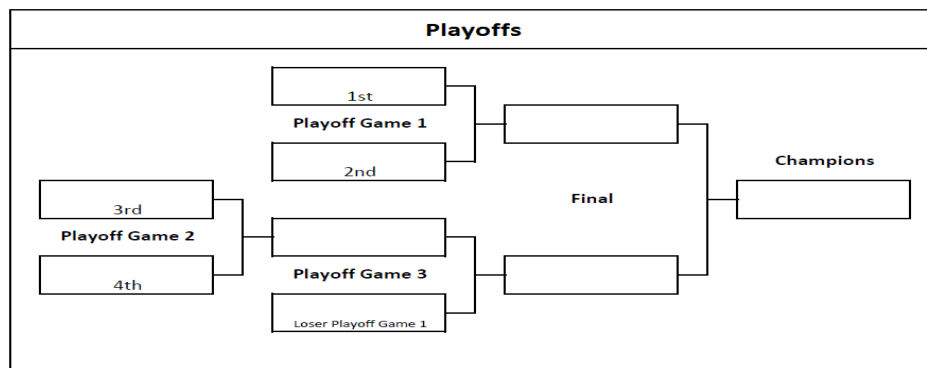 Playoffs
1st
Playoff Game 1
2nd
Champions
3rd
Playoff Game 2
4th
Final
Playoff Game 3
Loser Playoff Game 1